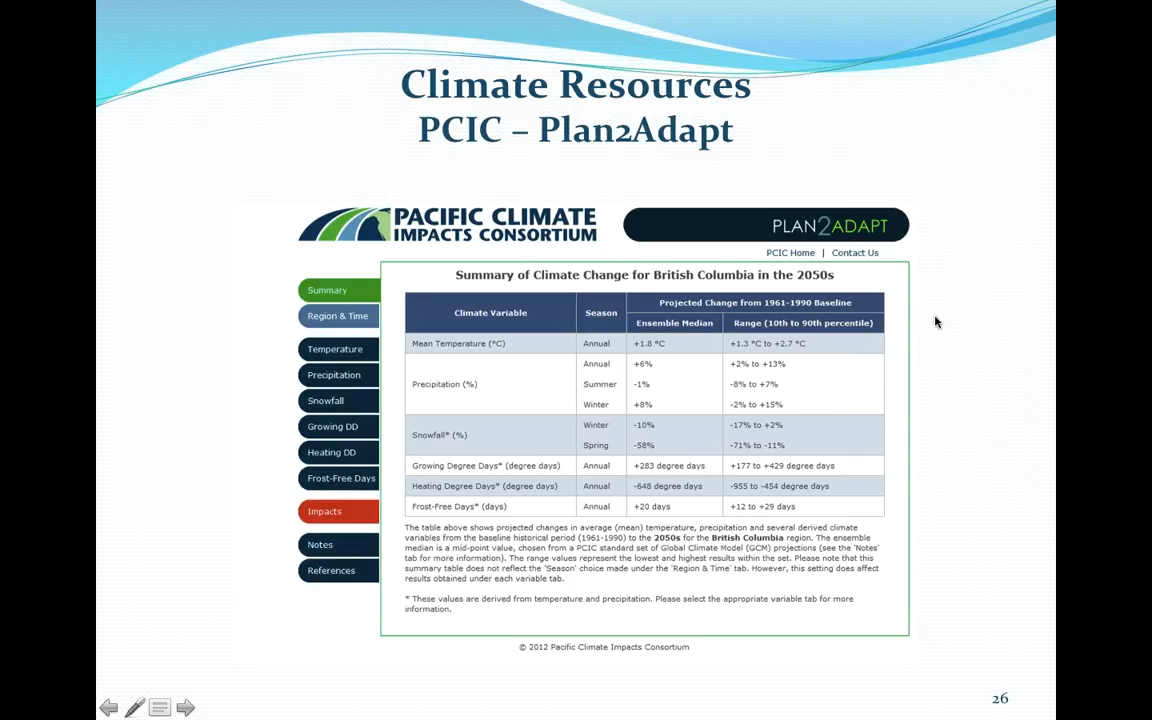 Climate Resources
PCIC – Plan2Adapt
PACIFIC CLIMATE
IMPACTS CONSORTIUM
PLAN2ADAPT
PCIC Home | Contact Us
Summary
Region & Time
Temperature
Precipitation
Snowfall
Growing DD
Heating DD
Frost-Free Days
Impacts
Notes
References
Summary of Climate Change for British Columbia in the 2050s
Climate Variable Season Projected Change from 1961-1990 Baseline
Ensemble Median Range (10th to 90th percentile)
Mean Temperature (°C) Annual +1.8 °C +1.3 °C to +2.7 °C
Precipitation (%) Annual +6% +2% to +13%
Summer -1% -8% to +7%
Winter +8% -2% to +15%
Snowfall* (%) Winter -10% -17% to +2%
Spring -58% -71% to -11%
Growing Degree Days* (degree days) Annual +283 degree days +177 to +429 degree days
Heating Degree Days* (degree days) Annual -648 degree days -955 to -454 degree days
Frost-Free Days* (days) Annual +20 days +12 to +29 days
The table above shows projected changes in average (mean) temperature, precipitation and several derived climate
variables from the baseline historical period (1961-1990) to the 2050s for the British Columbia region. The ensemble
median is a mid-point value, chosen from a PCIC standard set of Global Climate Model (GCM) projections (see the 'Notes'
tab for more information). The range values represent the lowest and highest results within the set. Please note that this
summary table does not reflect the 'Season' choice made under the 'Region & Time' tab. However, this setting does affect
results obtained under each variable tab.
* These values are derived from temperature and precipitation. Please select the appropriate variable tab for more
information.
© 2012 Pacific Climate Impacts Consortium
26